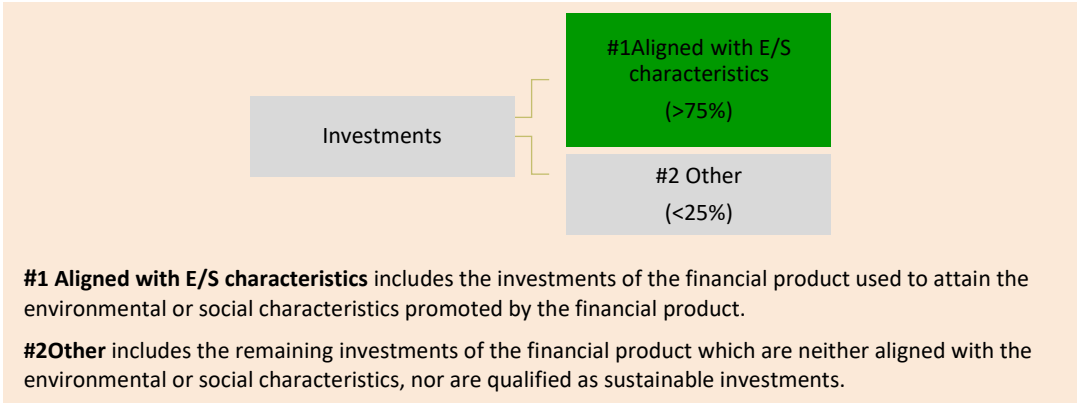 #1Aligned with E/S
characteristics
(>75%)
Investments
#2 Other
(<25%)
#1 Aligned with E/S characteristics includes the investments of the financial product used to attain the
environmental or social characteristics promoted by the financial product.
#2Other includes the remaining investments of the financial product which are neither aligned with the
environmental or social characteristics, nor are qualified as sustainable investments.